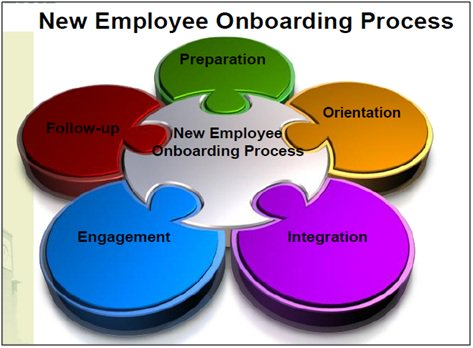 New Employee Onboarding Process
Preparation
Orientation
Follow-up
New Employee
Onboarding Process
Engagement
Integration